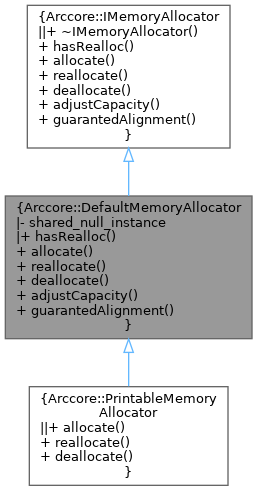 {Arccore::IMemoryAllocator
||+ ~IMemoryAllocator()
+ hasRealloc()
+ allocate()
+ reallocate()
+ deallocate()
+ adjustCapacity()
+ guarantedAlignment()
}
{Arccore::DefaultMemoryAllocator
|- shared_null_instance
|+ hasRealloc()
+ allocate()
+ reallocate()
+ deallocate()
+ adjustCapacity()
+ guarantedAlignment()
}
{Arccore::PrintableMemory
Allocator
||+ allocate()
+ reallocate()
+ deallocate()
}